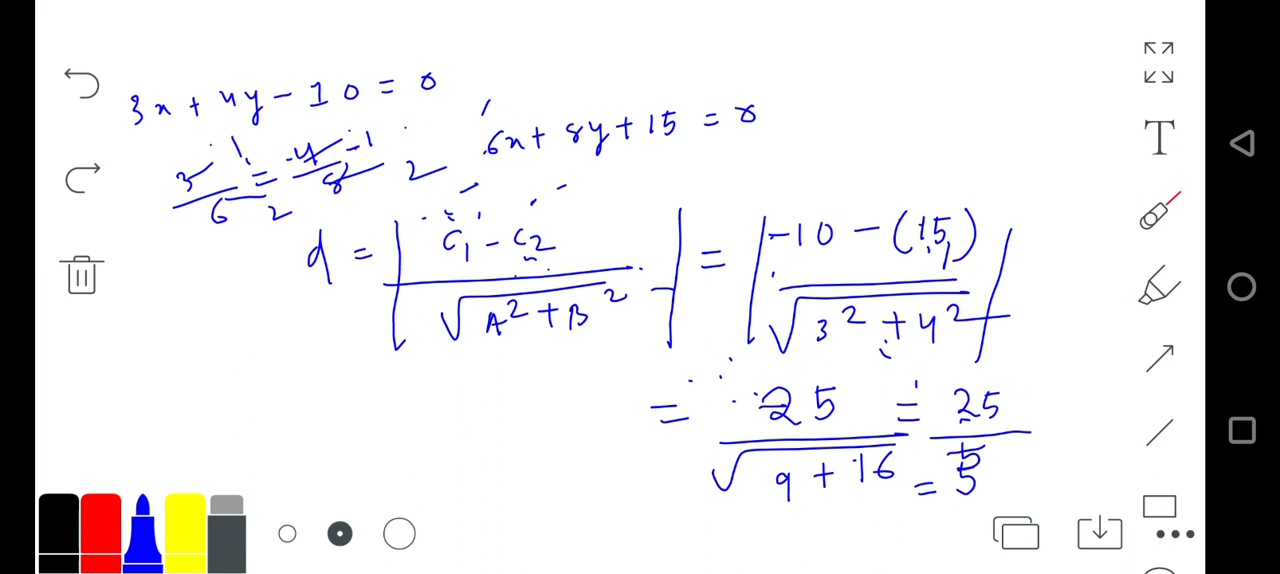 3x + 4y - 10 = 0
6x + 8y + 15 = 0
3/6 = 4/8 1 2 1 2
d = | C₁ - C₂ / √A² + B² | = | -10 - (15) / √3² + 4² |
= 25 / √9 + 16 = 25 / 5
= 5
T